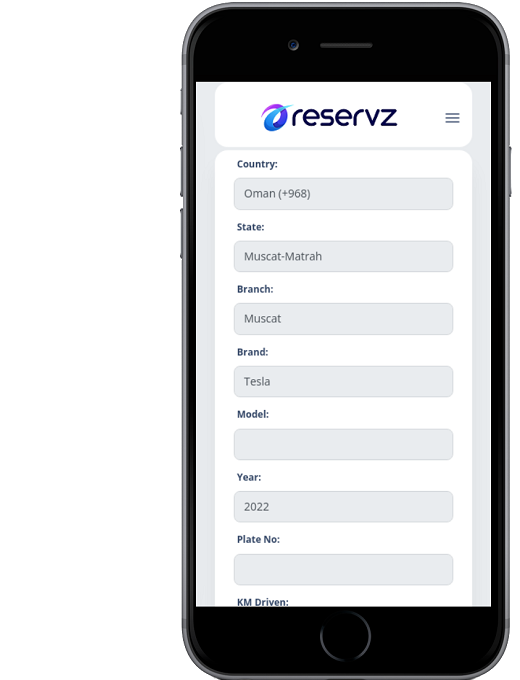 reservz
Country:
Oman (+968)
State:
Muscat-Matrah
Branch:
Muscat
Brand:
Tesla
Model:
Year:
2022
Plate No:
KM Driven: